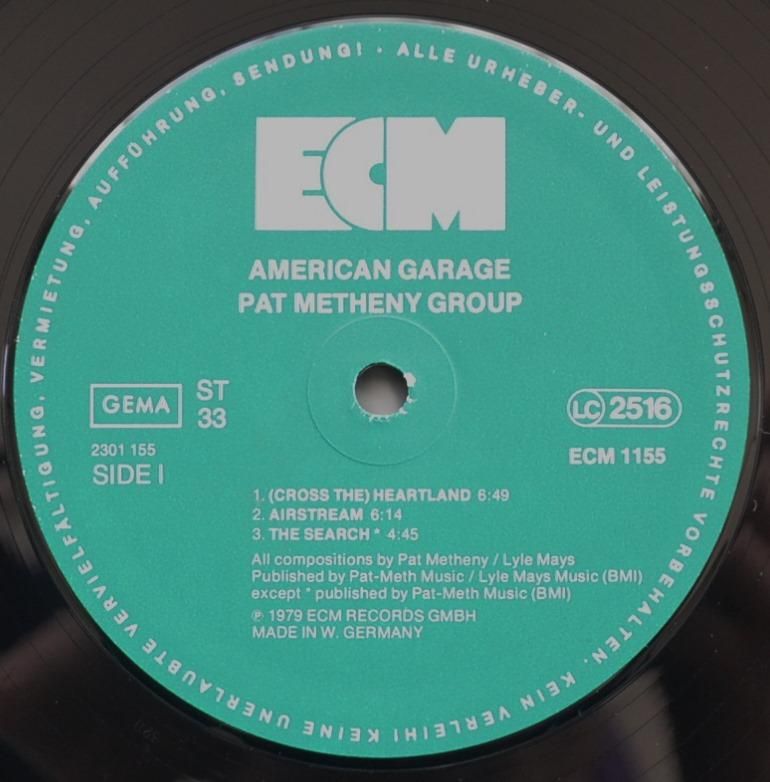 ALLE URHEBER- UND LEISTUNGSSCHUTZRECHTE VORBEHALTEN. KEIN VERLEIH! KEINE UNERLAUBTE VERVIELFÄLTIGUNG, VERMIETUNG, AUFFÜHRUNG, SENDUNG! ·
ECM
AMERICAN GARAGE
PAT METHENY GROUP
GEMA
ST
33
LC 2516
2301 155
SIDE I
ECM 1155
1. (CROSS THE) HEARTLAND 6:49
2. AIRSTREAM 6:14
3. THE SEARCH * 4:45
All compositions by Pat Metheny / Lyle Mays
Published by Pat-Meth Music / Lyle Mays Music (BMI)
except * published by Pat-Meth Music (BMI)
℗ 1979 ECM RECORDS GMBH
MADE IN W. GERMANY